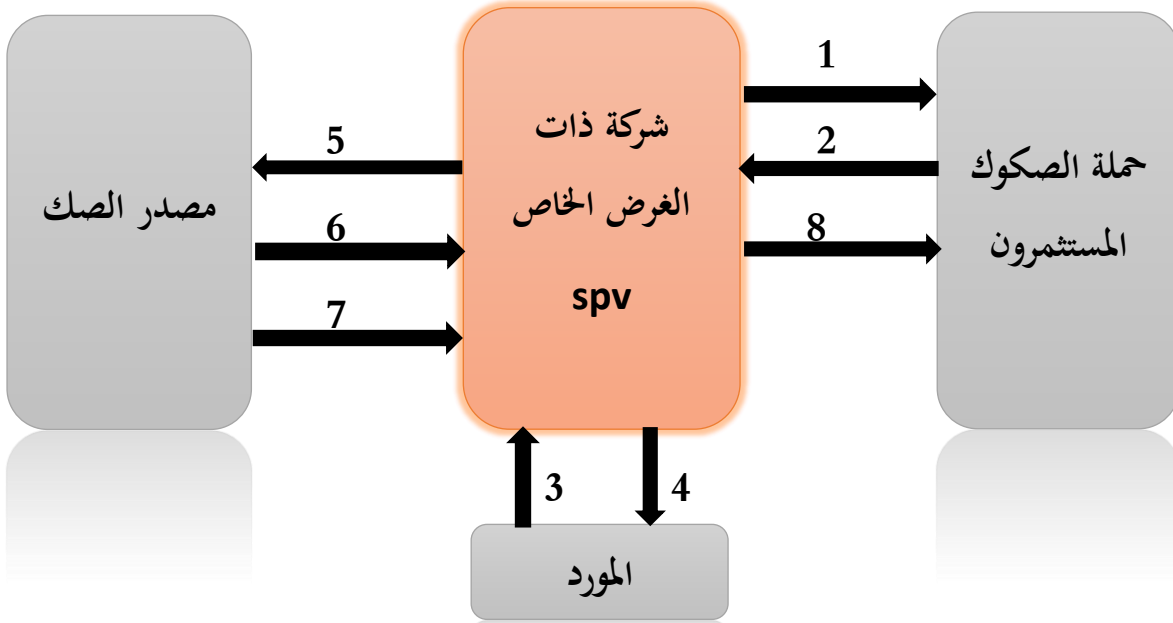 حملة الصكوك
المستثمرون
1
2
8
شركة ذات
الغرض الخاص
spv
5
6
7
مصدر الصك
3
4
المورد